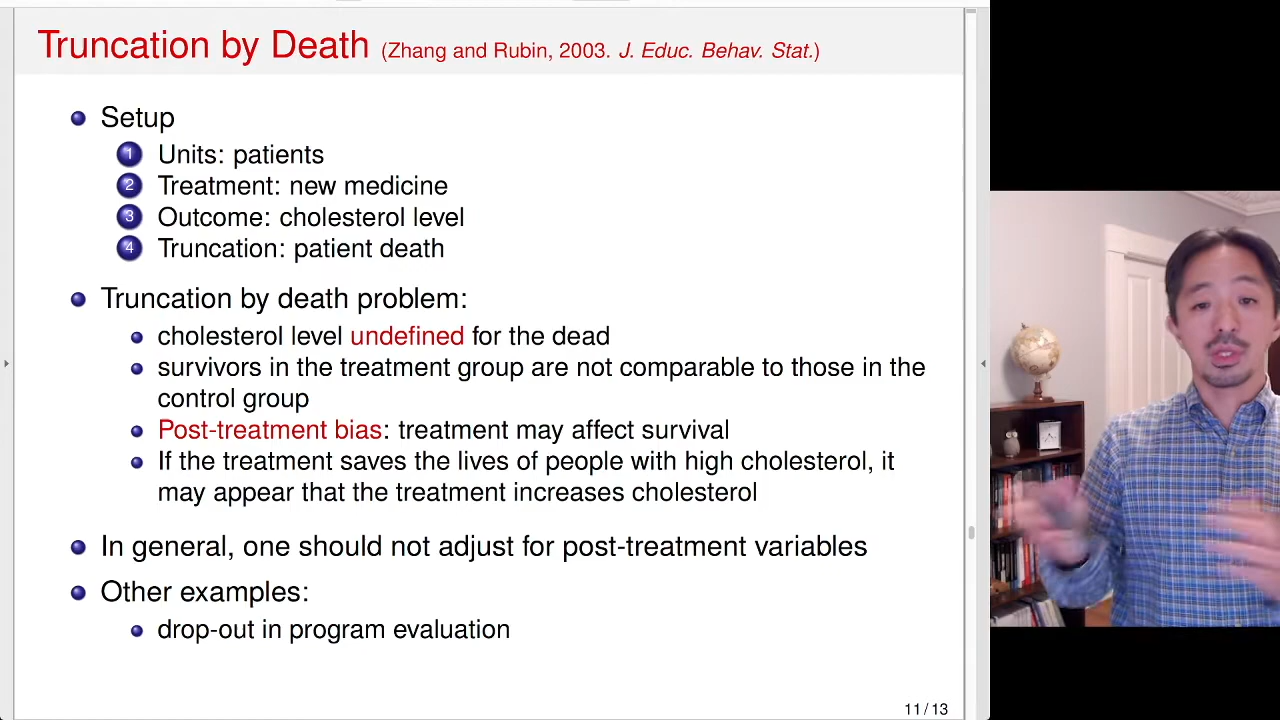 Truncation by Death (Zhang and Rubin, 2003. J. Educ. Behav. Stat.)
Setup
1 Units: patients
2 Treatment: new medicine
3 Outcome: cholesterol level
4 Truncation: patient death
Truncation by death problem:
cholesterol level undefined for the dead
survivors in the treatment group are not comparable to those in the
control group
Post-treatment bias: treatment may affect survival
If the treatment saves the lives of people with high cholesterol, it
may appear that the treatment increases cholesterol
In general, one should not adjust for post-treatment variables
Other examples:
drop-out in program evaluation
11 / 13